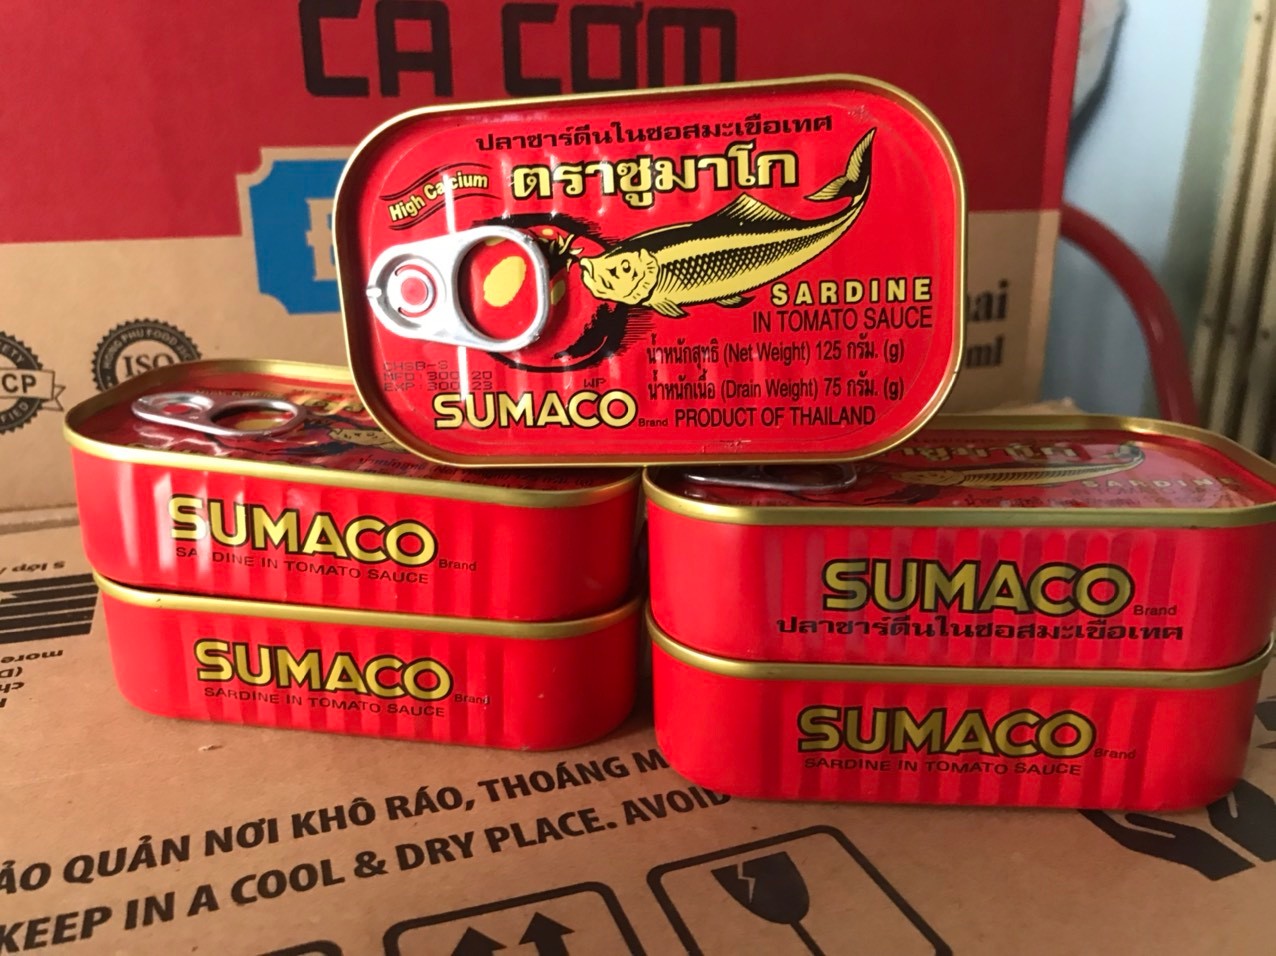 CÁ CƠM
ปลาซาร์ดีนในซอสมะเขือเทศ
ตราซูมาโก
High Calcium
SARDINE
IN TOMATO SAUCE
น้ำหนักสุทธิ (Net Weight) 125 กรัม. (g)
น้ำหนักเนื้อ (Drain Weight) 75 กรัม. (g)
WP
SUMACO Brand PRODUCT OF THAILAND
ISO
SUMACO Brand
SARDINE IN TOMATO SAUCE
SUMACO Brand
SARDINE IN TOMATO SAUCE
SARDINE
SUMACO Brand
ปลาซาร์ดีนในซอสมะเขือเทศ
SUMACO Brand
SARDINE IN TOMATO SAUCE
QUẢN NƠI KHÔ RÁO, THOÁNG
KEEP IN A COOL & DRY PLACE. AVOID